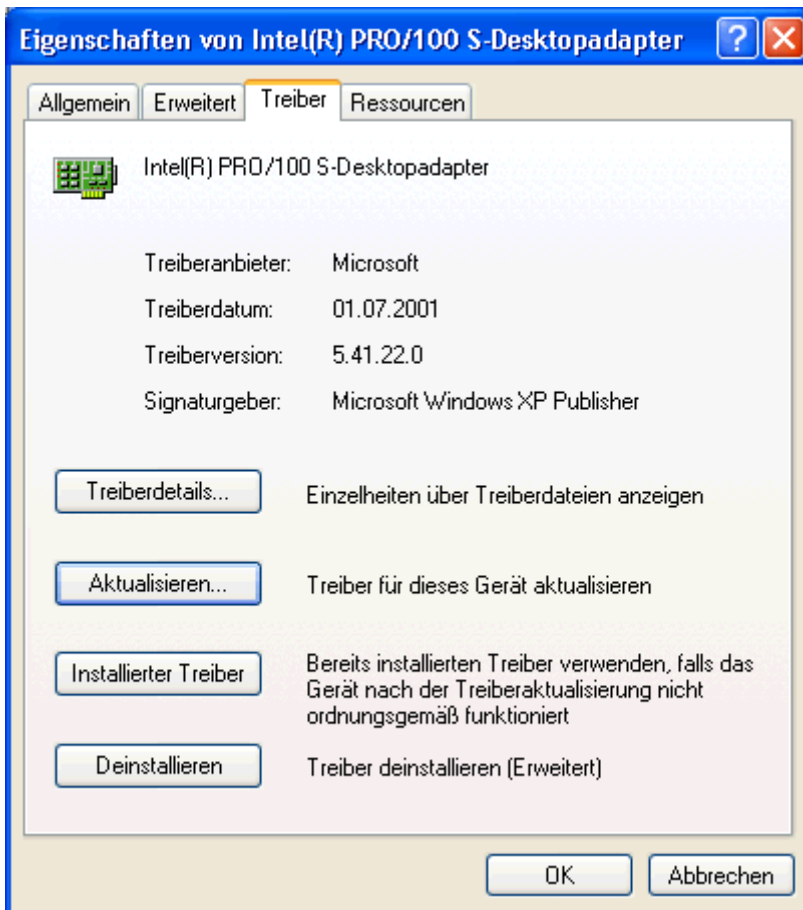 Eigenschaften von Intel(R) PRO/100 S-Desktopadapter
?
Allgemein Erweitert Treiber Ressourcen
Intel(R) PRO/100 S-Desktopadapter
Treiberanbieter: Microsoft
Treiberdatum: 01.07.2001
Treiberversion: 5.41.22.0
Signaturgeber: Microsoft Windows XP Publisher
Treiberdetails... Einzelheiten über Treiberdateien anzeigen
Aktualisieren... Treiber für dieses Gerät aktualisieren
Installierter Treiber Bereits installierten Treiber verwenden, falls das
Gerät nach der Treiberaktualisierung nicht
ordnungsgemäß funktioniert
Deinstallieren Treiber deinstallieren (Erweitert)
OK Abbrechen